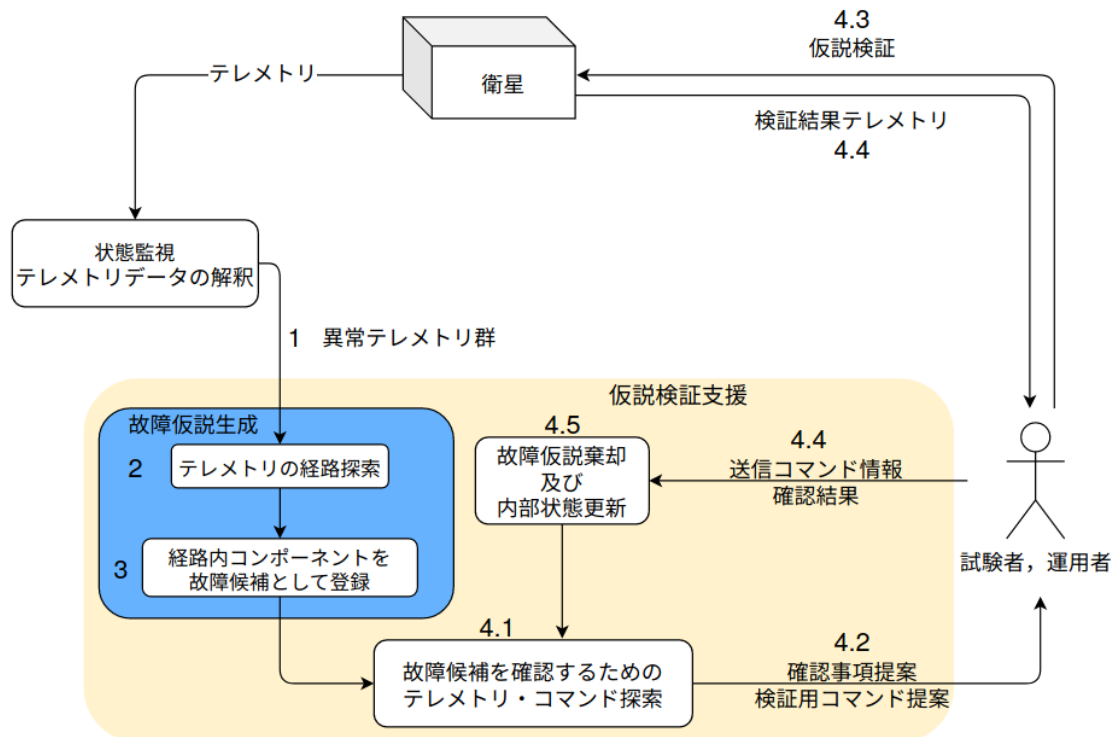 4.3
仮説検証
テレメトリ
衛星
検証結果テレメトリ
4.4
状態監視
テレメトリデータの解釈
1 異常テレメトリ群
仮説検証支援
故障仮説生成
2
テレメトリの経路探索
3
経路内コンポーネントを
故障候補として登録
4.5
故障仮説棄却
及び
内部状態更新
4.4
送信コマンド情報
確認結果
試験者，運用者
4.1
故障候補を確認するための
テレメトリ・コマンド探索
4.2
確認事項提案
検証用コマンド提案